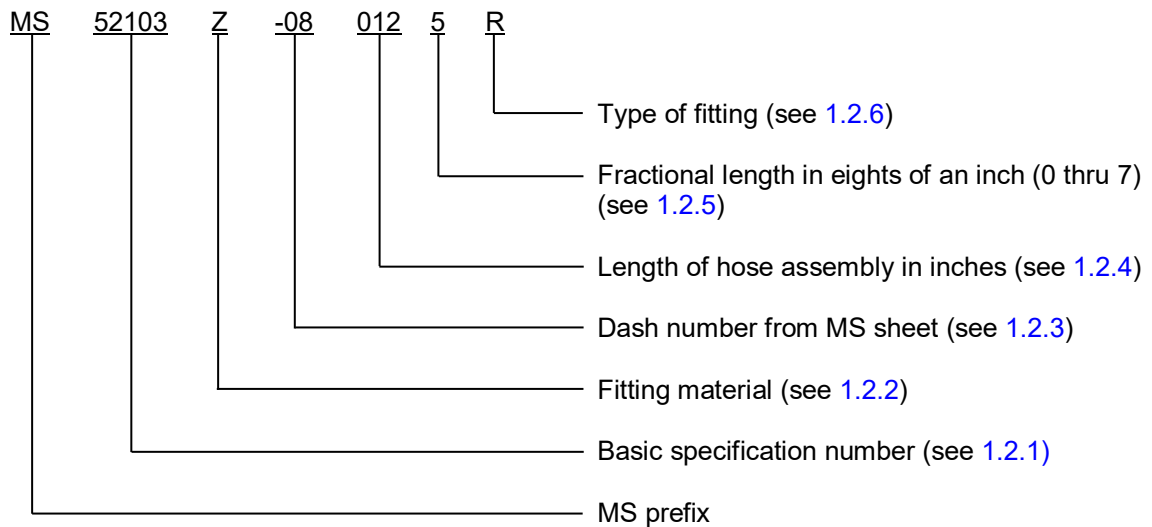 MS 52103 Z -08 012 5 R
Type of fitting (see 1.2.6)
Fractional length in eights of an inch (0 thru 7)
(see 1.2.5)
Length of hose assembly in inches (see 1.2.4)
Dash number from MS sheet (see 1.2.3)
Fitting material (see 1.2.2)
Basic specification number (see 1.2.1)
MS prefix